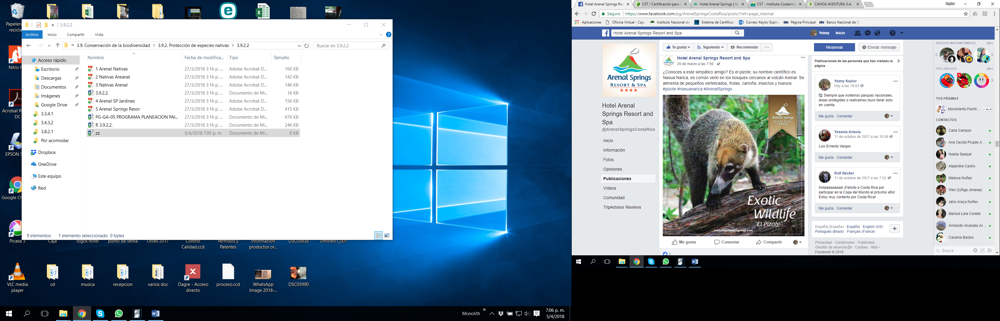 3.9.2.2
Archivo
Inicio
Compartir
Vista
« 3.9. Conservación de la biodiversidad > 3.9.2. Protección de especies nativas > 3.9.2.2
Buscar en 3.9.2.2
Nombre
Fecha de modifica...
Tipo
Tamaño
Acceso rápido
Escritorio
Descargas
Documentos
Imágenes
Google Drive
3.3.4.1
3.4.3.2
3.8.2.1
Por acomodar
Dropbox
OneDrive
Este equipo
Red
1 Arenal Nativas 27/3/2018 3:16 p. ... Adobe Acrobat D... 160 KB
2 Nativas Areanal 27/3/2018 3:16 p. ... Adobe Acrobat D... 142 KB
3 Nativas Arenal 27/3/2018 3:16 p. ... Adobe Acrobat D... 146 KB
3.9.2.2. 27/3/2018 3:16 p. ... Documento de Mi... 16 KB
4 Arenal SP Jardines 27/3/2018 3:16 p. ... Adobe Acrobat D... 156 KB
5 Arenal Springs Resor 27/3/2018 3:16 p. ... Adobe Acrobat D... 415 KB
PG-GA-05 PROGRAMA PLANEACION PAI... 27/3/2018 3:16 p. ... Documento de Mi... 676 KB
R 3.9.2.2. 27/3/2018 3:16 p. ... Documento de Mi... 246 KB
zz 5/4/2018 7:05 p. m. Documento de Mi... 0 KB
9 elementos 1 elemento seleccionado 0 bytes
Papelera
recicla
Nitro P
Acrobat R
DC
EPSON S
Google Ch
Picasa 3
Caja
logos hotel
punto de venta
Utiles 2017
Control
Calidad.ccd
Permisos y
Patentes
informacion
productos or...
DSC05838
Untitled1_001
VLC media
player
cd
musica
recepcion
varios doc
Dagre - Acceso
directo
proceso.ccd
WhatsApp
Image 2018-...
DSC05990
Monolith
7:06 p. m.
5/4/2018
Hotel Arenal Springs Res
CST / Certificación para l
Hotel Arenal Springs | Ve
CST - Instituto Costarrice
CANOA AVENTURA S.A.
Keylor
Seguro https://www.facebook.com/pg/ArenalSpringsCostaRica/posts/?ref=page_internal
Aplicaciones
Oficina Virtual - Caja
Instituto Nacional de
Sistema de Certificac
Correo: Keylor Espino
BN Página Principal
BN Banco Nacional de Co
Hotel Arenal Springs Resort and Spa
Yeimy
Inicio
Arenal Springs
RESORT & SPA
Hotel Arenal
Springs Resort and
Spa
@ArenalSpringsCostaRica
Inicio
Información
Fotos
Opiniones
Publicaciones
Vídeos
Comunidad
TripAdvisor Reviews
Te gusta
Siguiendo
Recomendar
...
Reservar
Enviar mensaje
Hotel Arenal Springs Resort and Spa
20 de marzo a las 7:50 ·
¿Conoces a este simpático amigo? Es el pizote, su nombre científico es
Nasua Narica, es común verlo en los bosques cercanos al volcán Arenal. Se
alimenta de pequeños vertebrados, frutas, carroña, insectos y huevos.
#pizote #nasuanarica #ArenalSprings
Arenal Springs
RESORT & SPA
Exotic
Wildlife
"El Pizote"
www.hotelarenalsprings.com
Me gusta
Comentar
Compartir
1
Publicaciones de las personas que han visitado la
página
Yeimy Keylor
Hoy a las 19:03
Siempre que visitemos parques nacionales,
áreas protegidas o realicemos tours tener esto
en cuenta.
Me gusta · Comentar
Yesenia Artavia
11 de octubre de 2017 a las 10:59
Luis Ernesto Vargas
Me gusta · Comentar
Rolf Becker
11 de octubre de 2017 a las 7:53
Holaaaaaaaaa! ¡Felicito a Costa Rica por
participar en la Copa del Mundo el próximo año!
Estoy muy contento por Costa Rica!
Me gusta · Comentar
Español (España) · Español · English (US) ·
Português (Brasil) · Français (France)
Privacidad · Condiciones · Publicidad ·
Gestión de anuncios · Cookies · Más
Facebook © 2018
JUEGOS INSTANTÁNEOS MÁS
TUS JUEGOS MÁS
1
TUS PÁGINAS
Movimiento Famili... + de 9
CONTACTOS
Carla Campos
Ana Cecilia Picado A...
Noelia Salazar
Alejandra Castro
Melissa Nuñez
Wen Zuñiga Jimenez
Jairo Araya Nuñes
Marisol Lara Corella
Armando Alvarado Ar...
Carolina Bastos
Busca